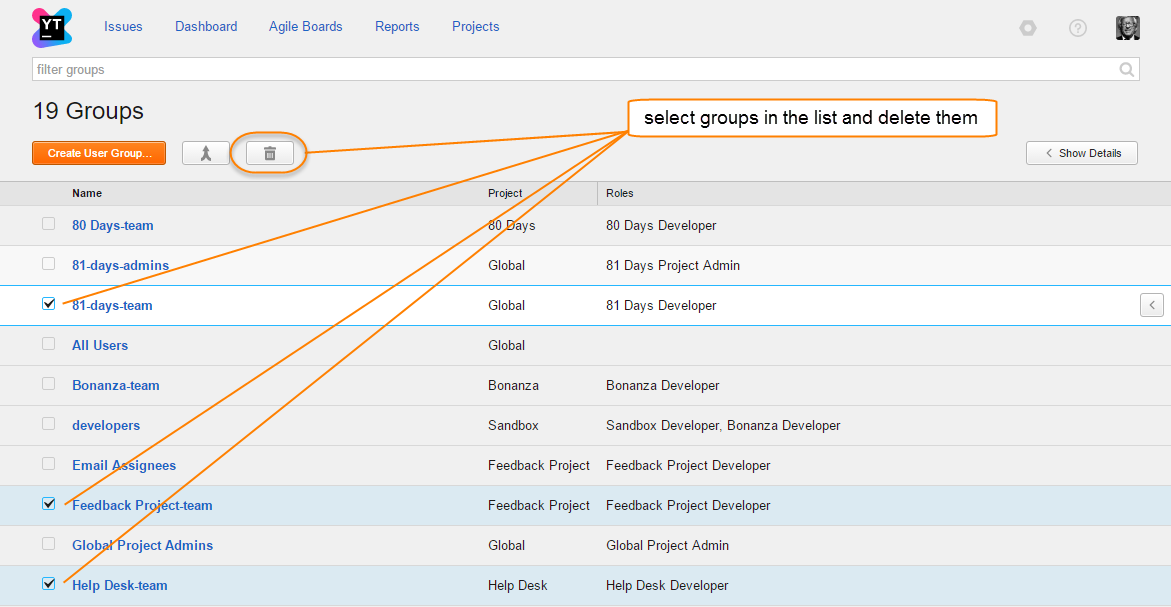 YT
Issues Dashboard Agile Boards Reports Projects
?
filter groups
19 Groups
select groups in the list and delete them
Create User Group... Show Details
Name Project Roles
80 Days-team 80 Days 80 Days Developer
81-days-admins Global 81 Days Project Admin
81-days-team Global 81 Days Developer
All Users Global
Bonanza-team Bonanza Bonanza Developer
developers Sandbox Sandbox Developer, Bonanza Developer
Email Assignees Feedback Project Feedback Project Developer
Feedback Project-team Feedback Project Feedback Project Developer
Global Project Admins Global Global Project Admin
Help Desk-team Help Desk Help Desk Developer